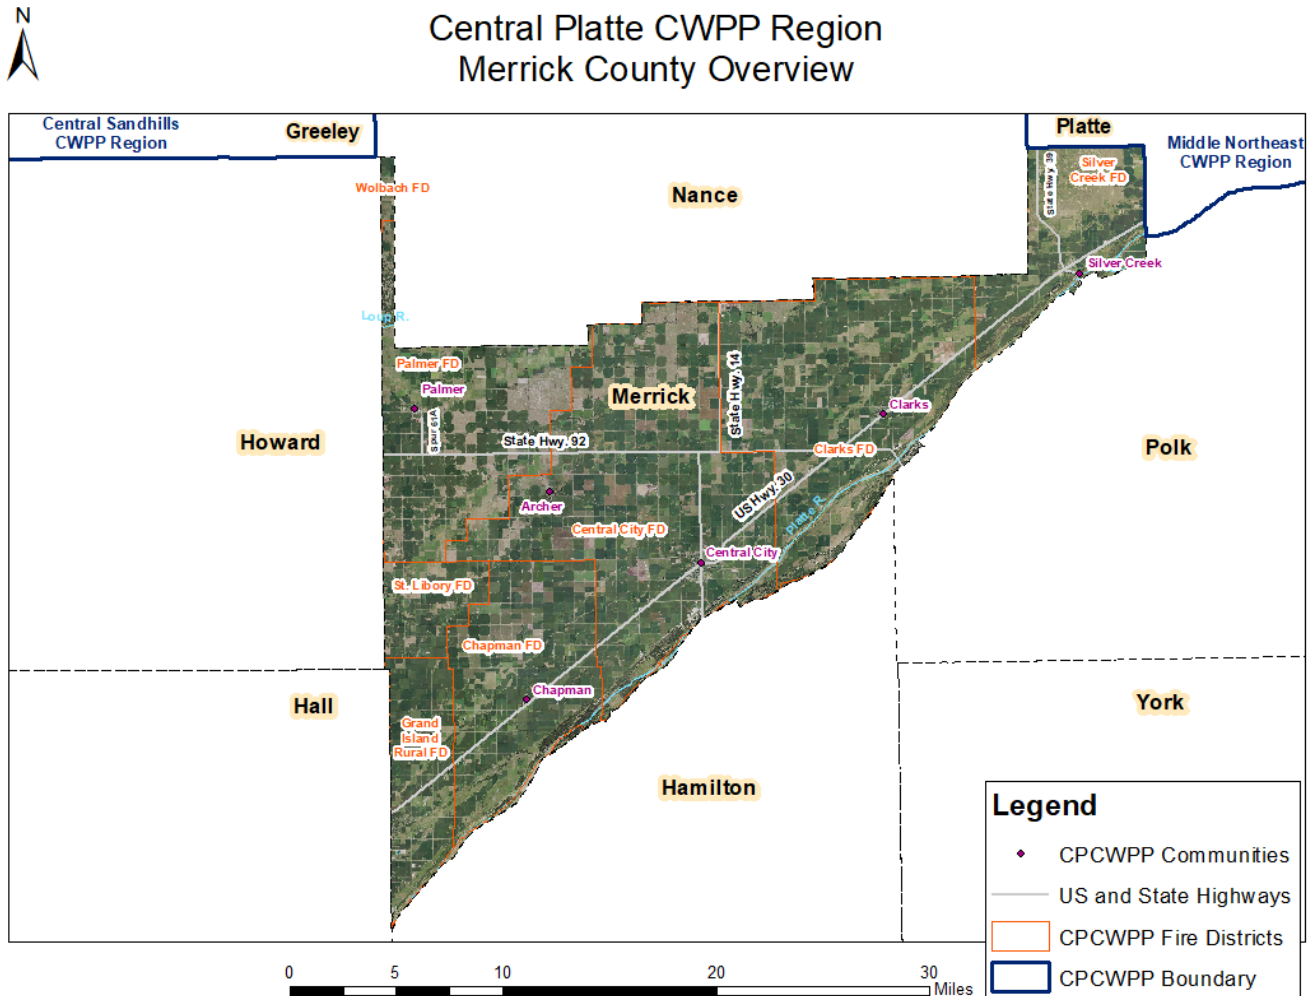 N
Central Platte CWPP Region
Merrick County Overview
Central Sandhills
CWPP Region
Greeley
Platte
Middle Northeast
CWPP Region
Wolbach FD
Nance
State Hwy. 39
Silver
Creek FD
Silver Creek
Loup R.
Palmer FD
Palmer
Spur 61A
Merrick
State Hwy. 14
Clarks
Howard
State Hwy. 92
Clarks FD
Polk
US Hwy. 30
Platte R.
Archer
Central City FD
Central City
St. Libory FD
Chapman FD
Chapman
Hall
York
Grand
Island
Rural FD
Hamilton
Legend
CPCWPP Communities
US and State Highways
CPCWPP Fire Districts
CPCWPP Boundary
0 5 10 20 30
Miles